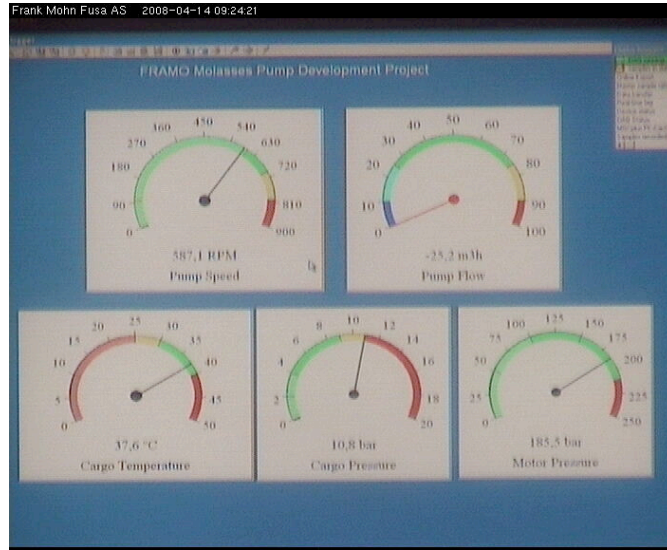 Frank Mohn Fusa AS 2008-04-14 09:24:21
FRAMO Molasses Pump Development Project
0 90 180 270 360 450 540 630 720 810 900
587,1 RPM
Pump Speed
0 10 20 30 40 50 60 70 80 90 100
-25,2 m3h
Pump Flow
0 5 10 15 20 25 30 35 40 45 50
37,6 °C
Cargo Temperature
0 2 4 6 8 10 12 14 16 18 20
10,8 bar
Cargo Pressure
0 25 50 75 100 125 150 175 200 225 250
185,5 bar
Motor Pressure